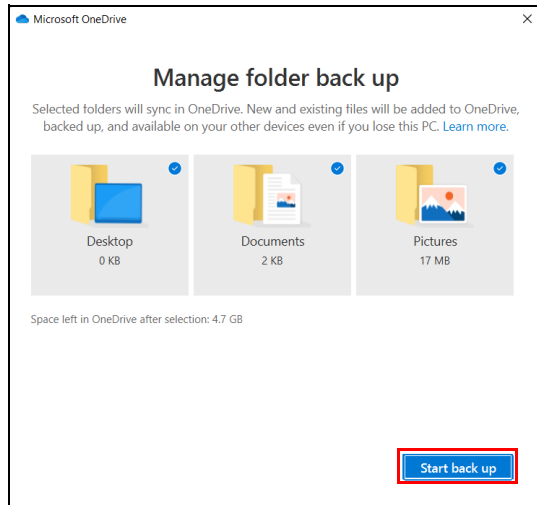 Microsoft OneDrive
Manage folder back up
Selected folders will sync in OneDrive. New and existing files will be added to OneDrive,
backed up, and available on your other devices even if you lose this PC. Learn more.
Desktop
0 KB
Documents
2 KB
Pictures
17 MB
Space left in OneDrive after selection: 4.7 GB
Start back up